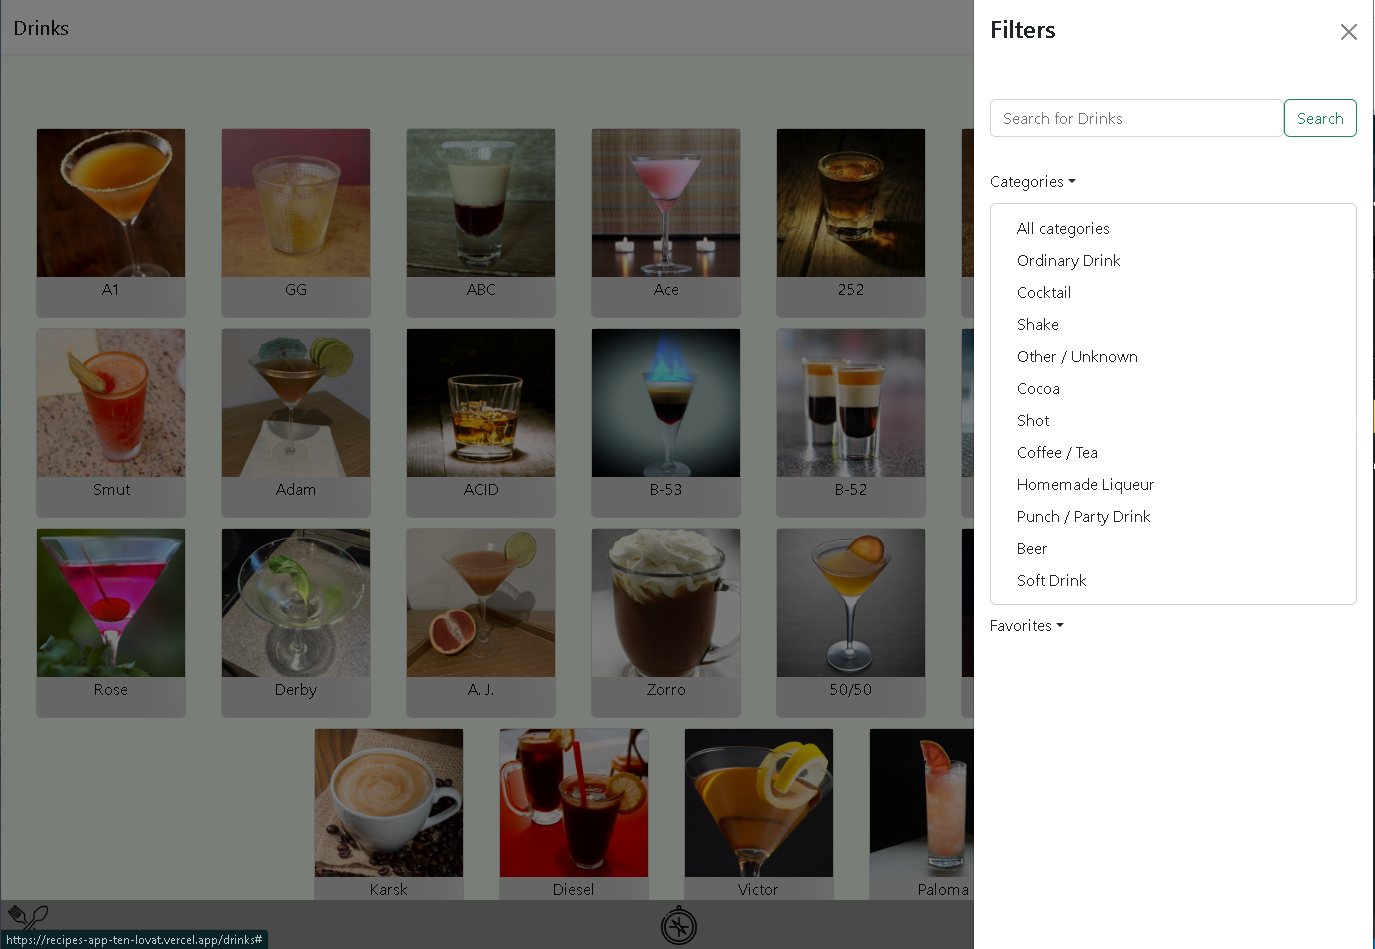 Drinks
Filters
Search for Drinks
Search
Categories
All categories
Ordinary Drink
Cocktail
Shake
Other / Unknown
Cocoa
Shot
Coffee / Tea
Homemade Liqueur
Punch / Party Drink
Beer
Soft Drink
Favorites
A1
GG
ABC
Ace
252
Smut
Adam
ACID
B-53
B-52
Rose
Derby
A. J.
Zorro
50/50
Karsk
Diesel
Victor
Paloma
https://recipes-app-ten-lovat.vercel.app/drinks#